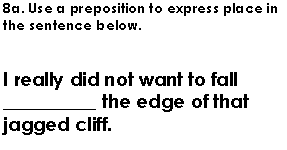 8a. Use a preposition to express place in
the sentence below.
I really did not want to fall
_________ the edge of that
jagged cliff.